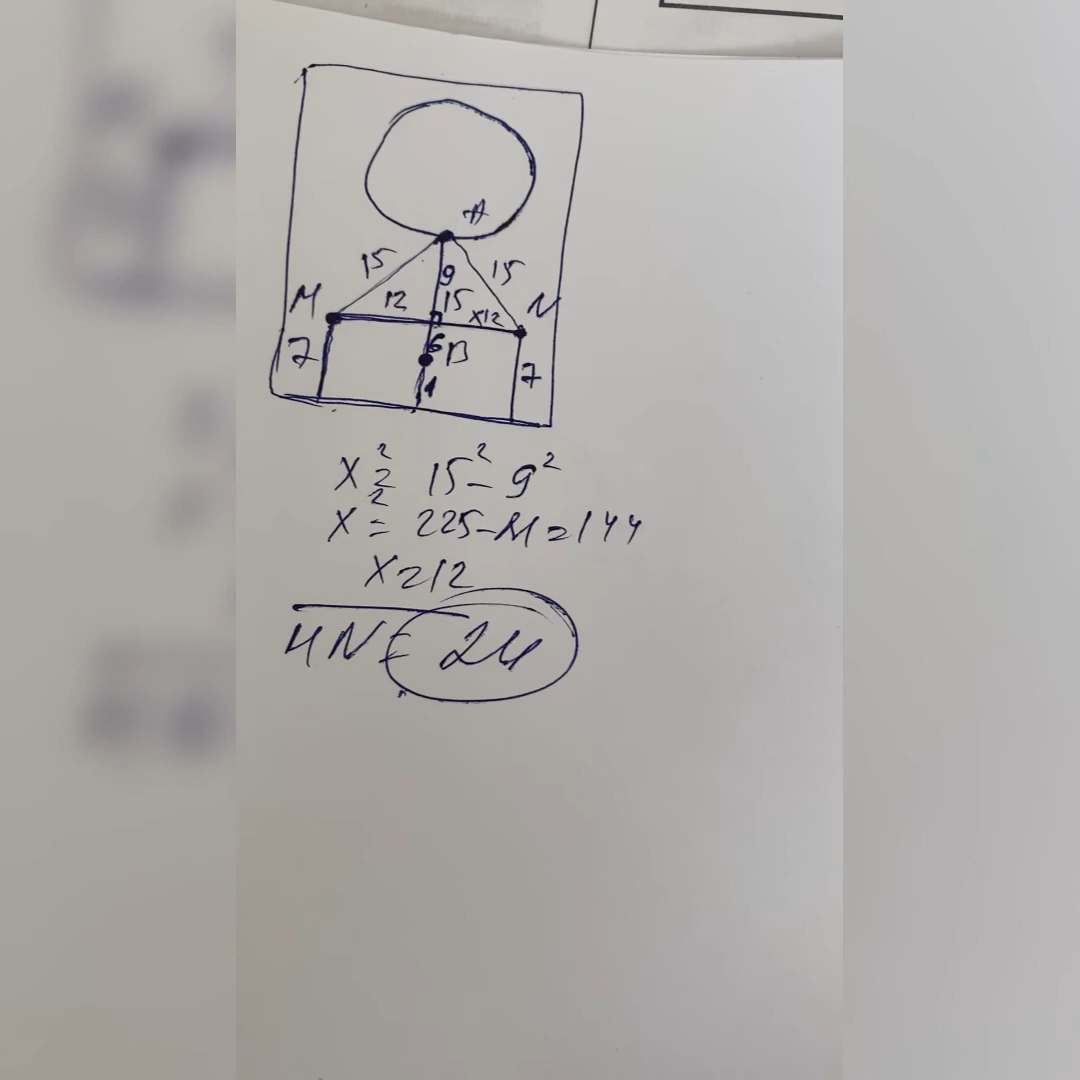 A
15
9
15
M
12
15
x12
N
7
6
B
7
1
x² = 15² - 9²
x² = 225 - 81 = 144
x = 12
MN = 24